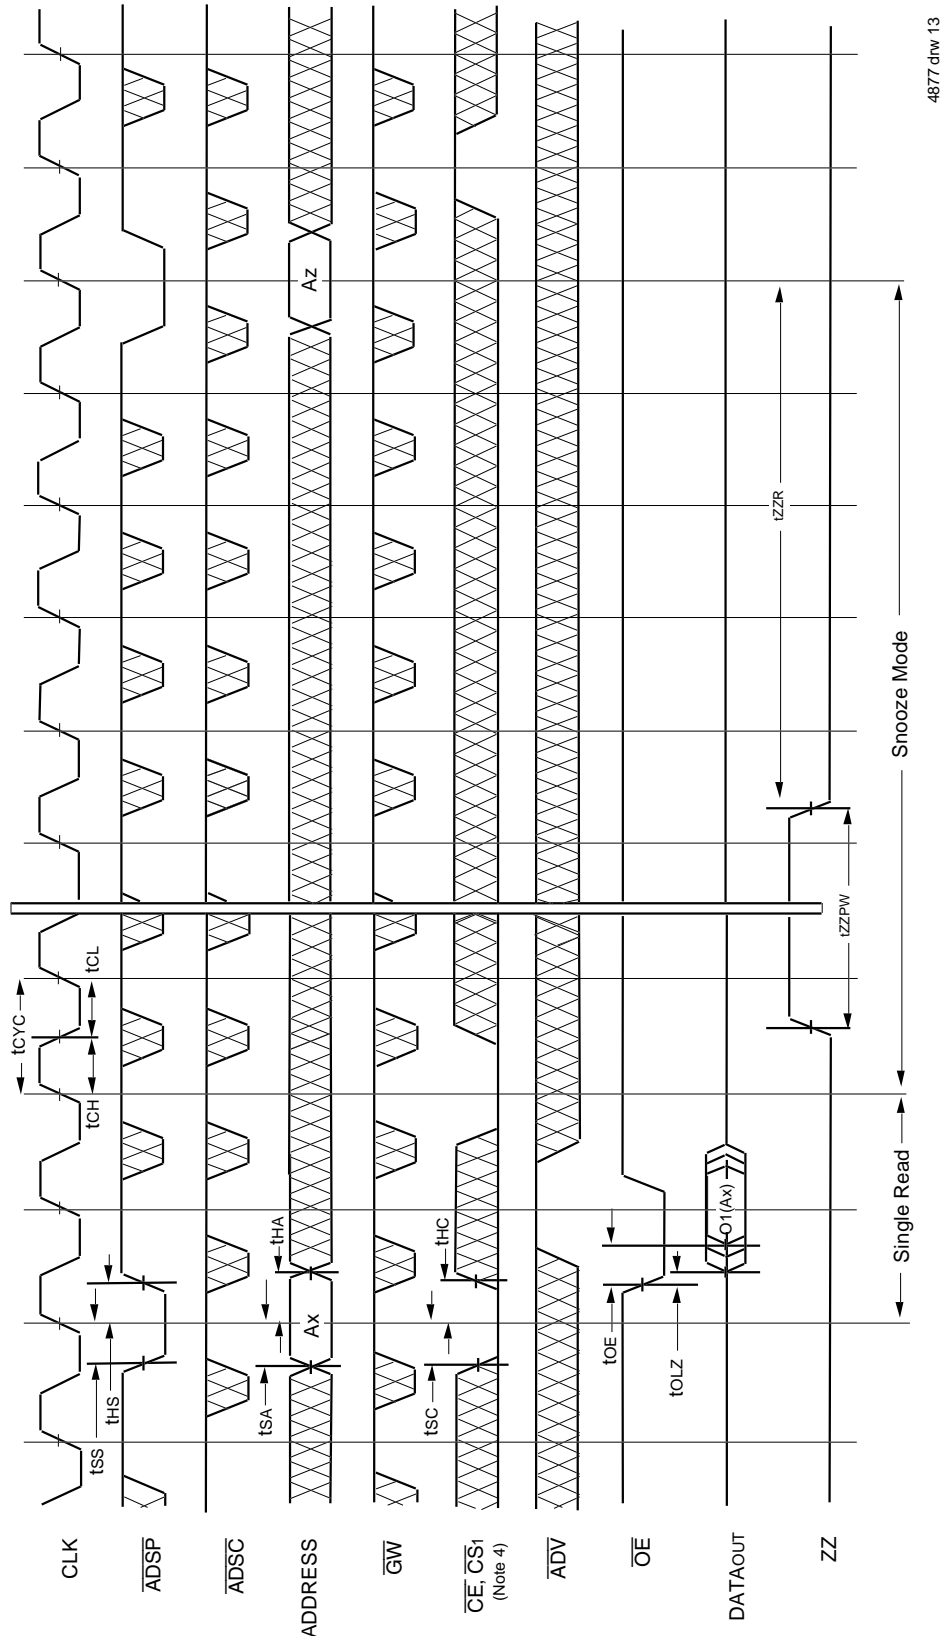 CLK
tCYC
tCH
tCL
tSS
tHS
ADSP
ADSC
tSA
tHA
ADDRESS
Ax
Az
GW
tSC
tHC
CE, CS1
(Note 4)
ADV
OE
tOE
tOLZ
DATAOUT
O1(Ax)
ZZ
tZZPW
tZZR
Single Read
Snooze Mode
4877 drw 13